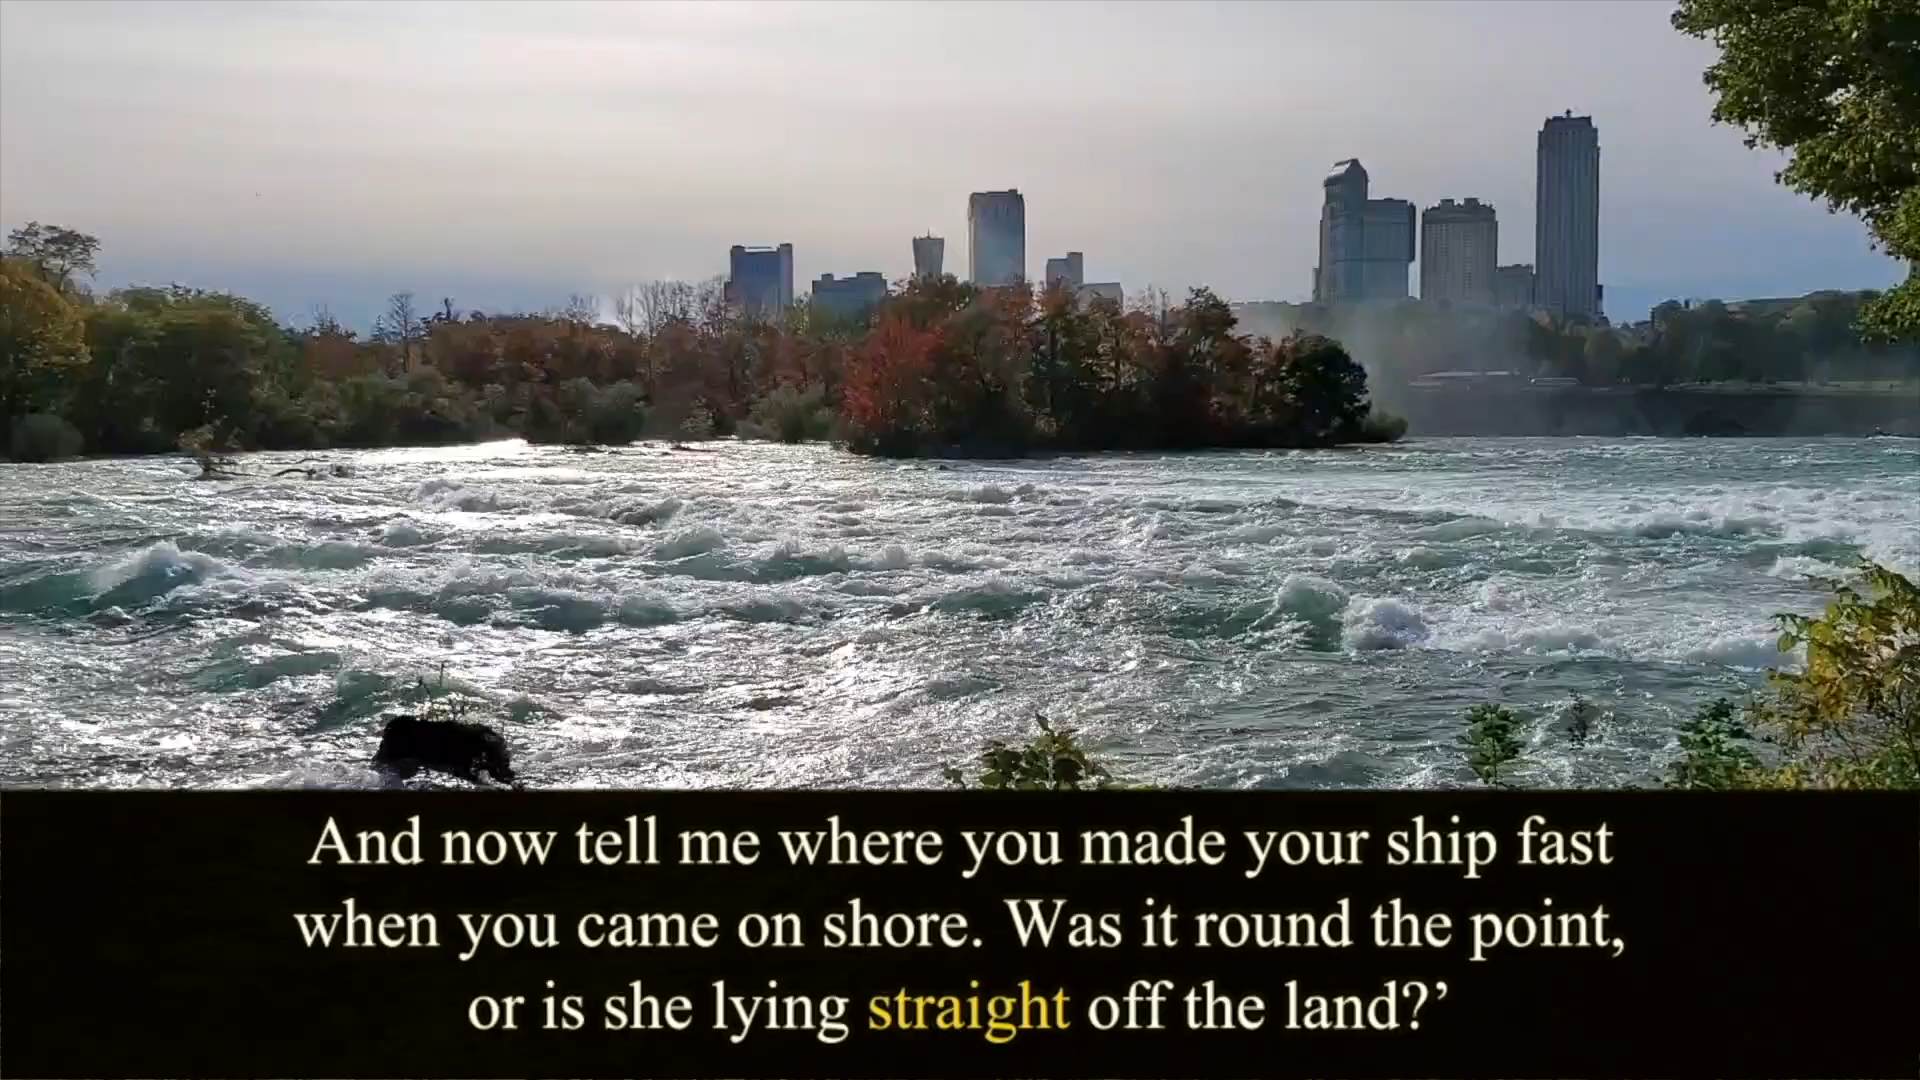 And now tell me where you made your ship fast
when you came on shore. Was it round the point,
or is she lying straight off the land?’